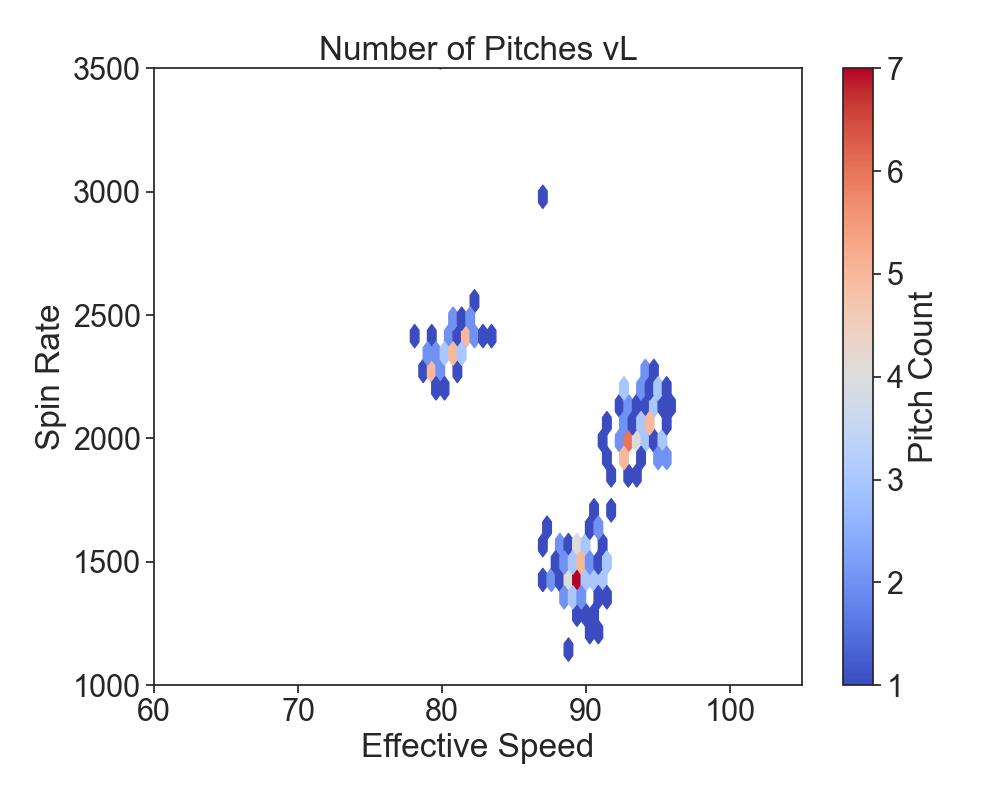 Number of Pitches vL
3500
3000
2500
2000
1500
1000
Spin Rate
60 70 80 90 100
Effective Speed
7
6
5
4
3
2
1
Pitch Count